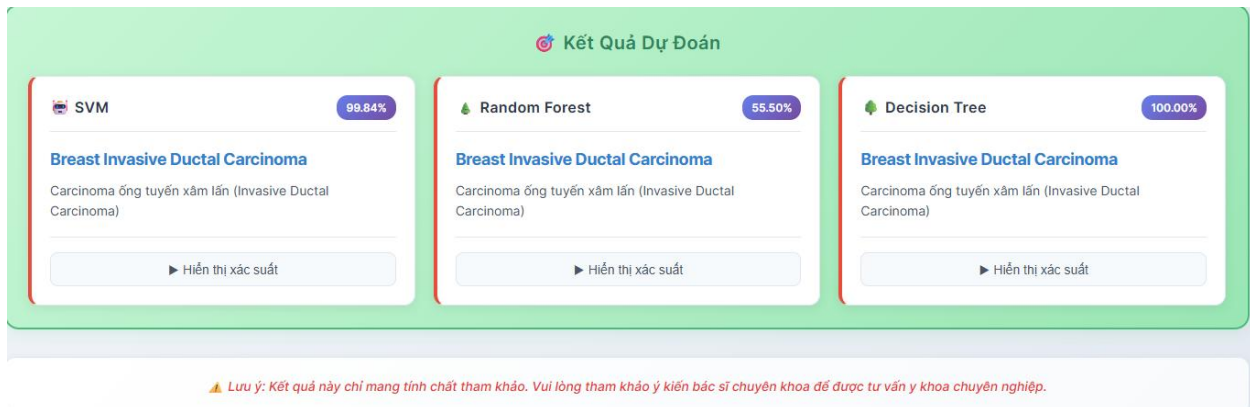 Kết Quả Dự Đoán
SVM
99.84%
Breast Invasive Ductal Carcinoma
Carcinoma ống tuyến xâm lấn (Invasive Ductal
Carcinoma)
▶ Hiển thị xác suất
Random Forest
55.50%
Breast Invasive Ductal Carcinoma
Carcinoma ống tuyến xâm lấn (Invasive Ductal
Carcinoma)
▶ Hiển thị xác suất
Decision Tree
100.00%
Breast Invasive Ductal Carcinoma
Carcinoma ống tuyến xâm lấn (Invasive Ductal
Carcinoma)
▶ Hiển thị xác suất
Lưu ý: Kết quả này chỉ mang tính chất tham khảo. Vui lòng tham khảo ý kiến bác sĩ chuyên khoa để được tư vấn y khoa chuyên nghiệp.